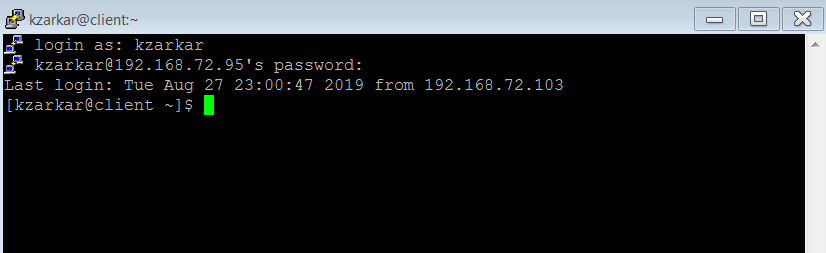 kzarkar@client:~
login as: kzarkar
kzarkar@192.168.72.95's password:
Last login: Tue Aug 27 23:00:47 2019 from 192.168.72.103
[kzarkar@client ~]$